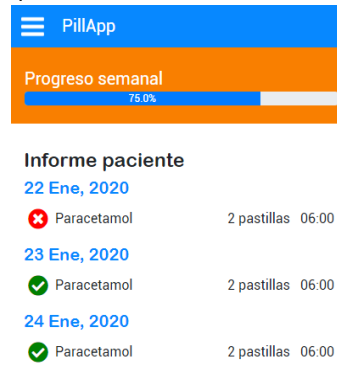 PillApp
Progreso semanal
75.0%
Informe paciente
22 Ene, 2020
Paracetamol 2 pastillas 06:00
23 Ene, 2020
Paracetamol 2 pastillas 06:00
24 Ene, 2020
Paracetamol 2 pastillas 06:00